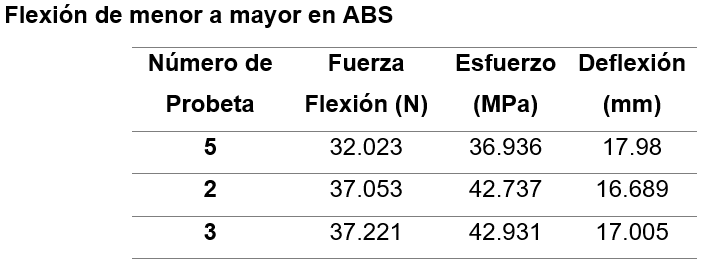 Flexión de menor a mayor en ABS
Número de Probeta Fuerza Flexión (N) Esfuerzo (MPa) Deflexión (mm)
5 32.023 36.936 17.98
2 37.053 42.737 16.689
3 37.221 42.931 17.005